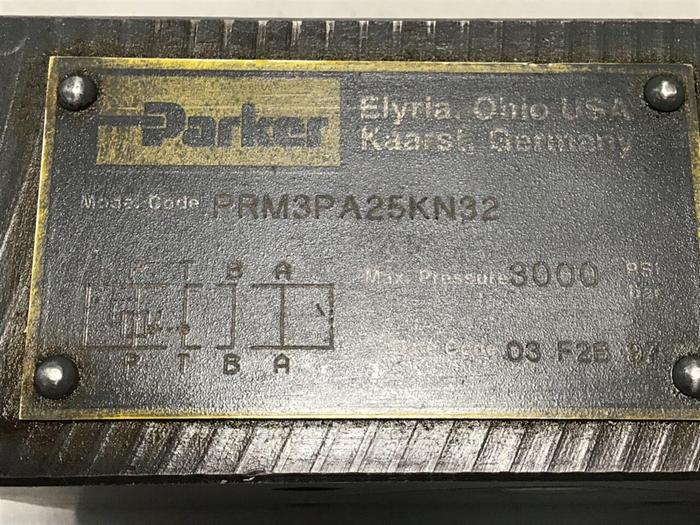 Parker
Elyria, Ohio USA
Kaarst, Germany
Model Code PRM3PA25KN32
P T B A
Max. Pressure 3000 PSI
bar
P T B A
03 F2B 97